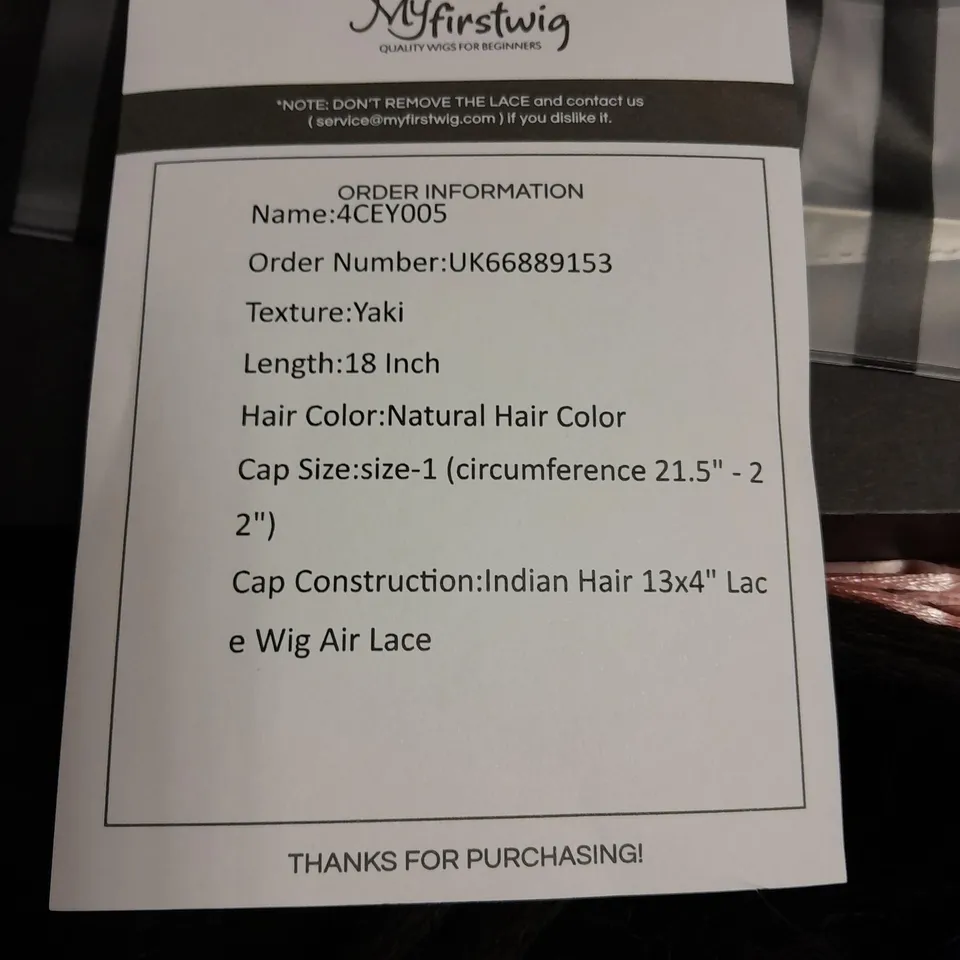 Myfirstwig
QUALITY WIGS FOR BEGINNERS
*NOTE: DON'T REMOVE THE LACE and contact us
( service@myfirstwig.com ) if you dislike it.
ORDER INFORMATION
Name:4CEY005
Order Number:UK66889153
Texture:Yaki
Length:18 Inch
Hair Color:Natural Hair Color
Cap Size:size-1 (circumference 21.5" - 2
2")
Cap Construction:Indian Hair 13x4" Lac
e Wig Air Lace
THANKS FOR PURCHASING!